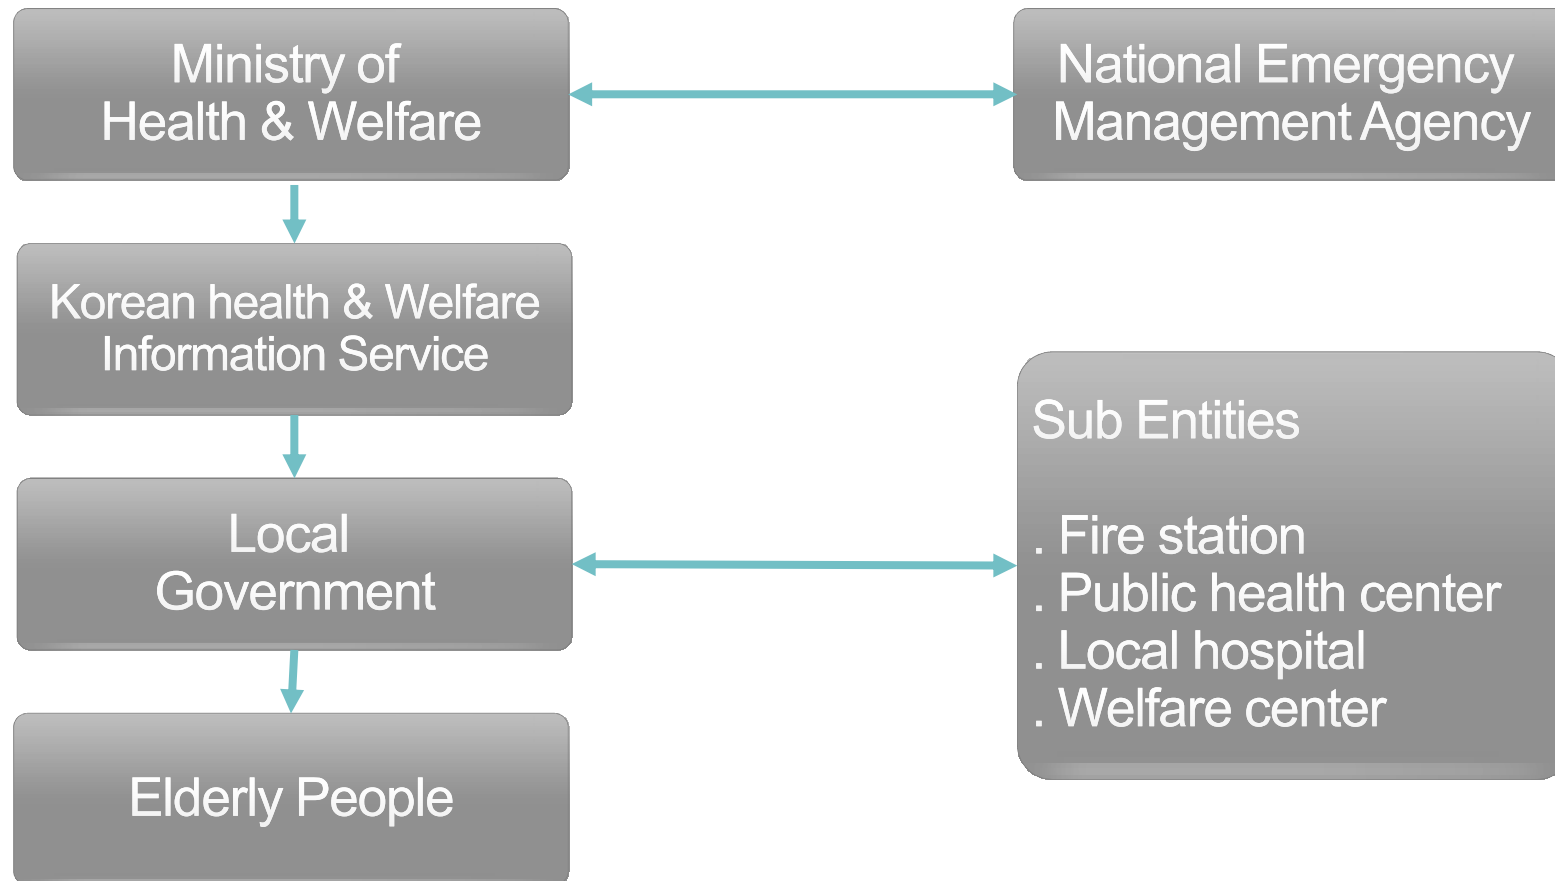 Ministry of
Health & Welfare
National Emergency
Management Agency
Korean health & Welfare
Information Service
Local
Government
Sub Entities
. Fire station
. Public health center
. Local hospital
. Welfare center
Elderly People